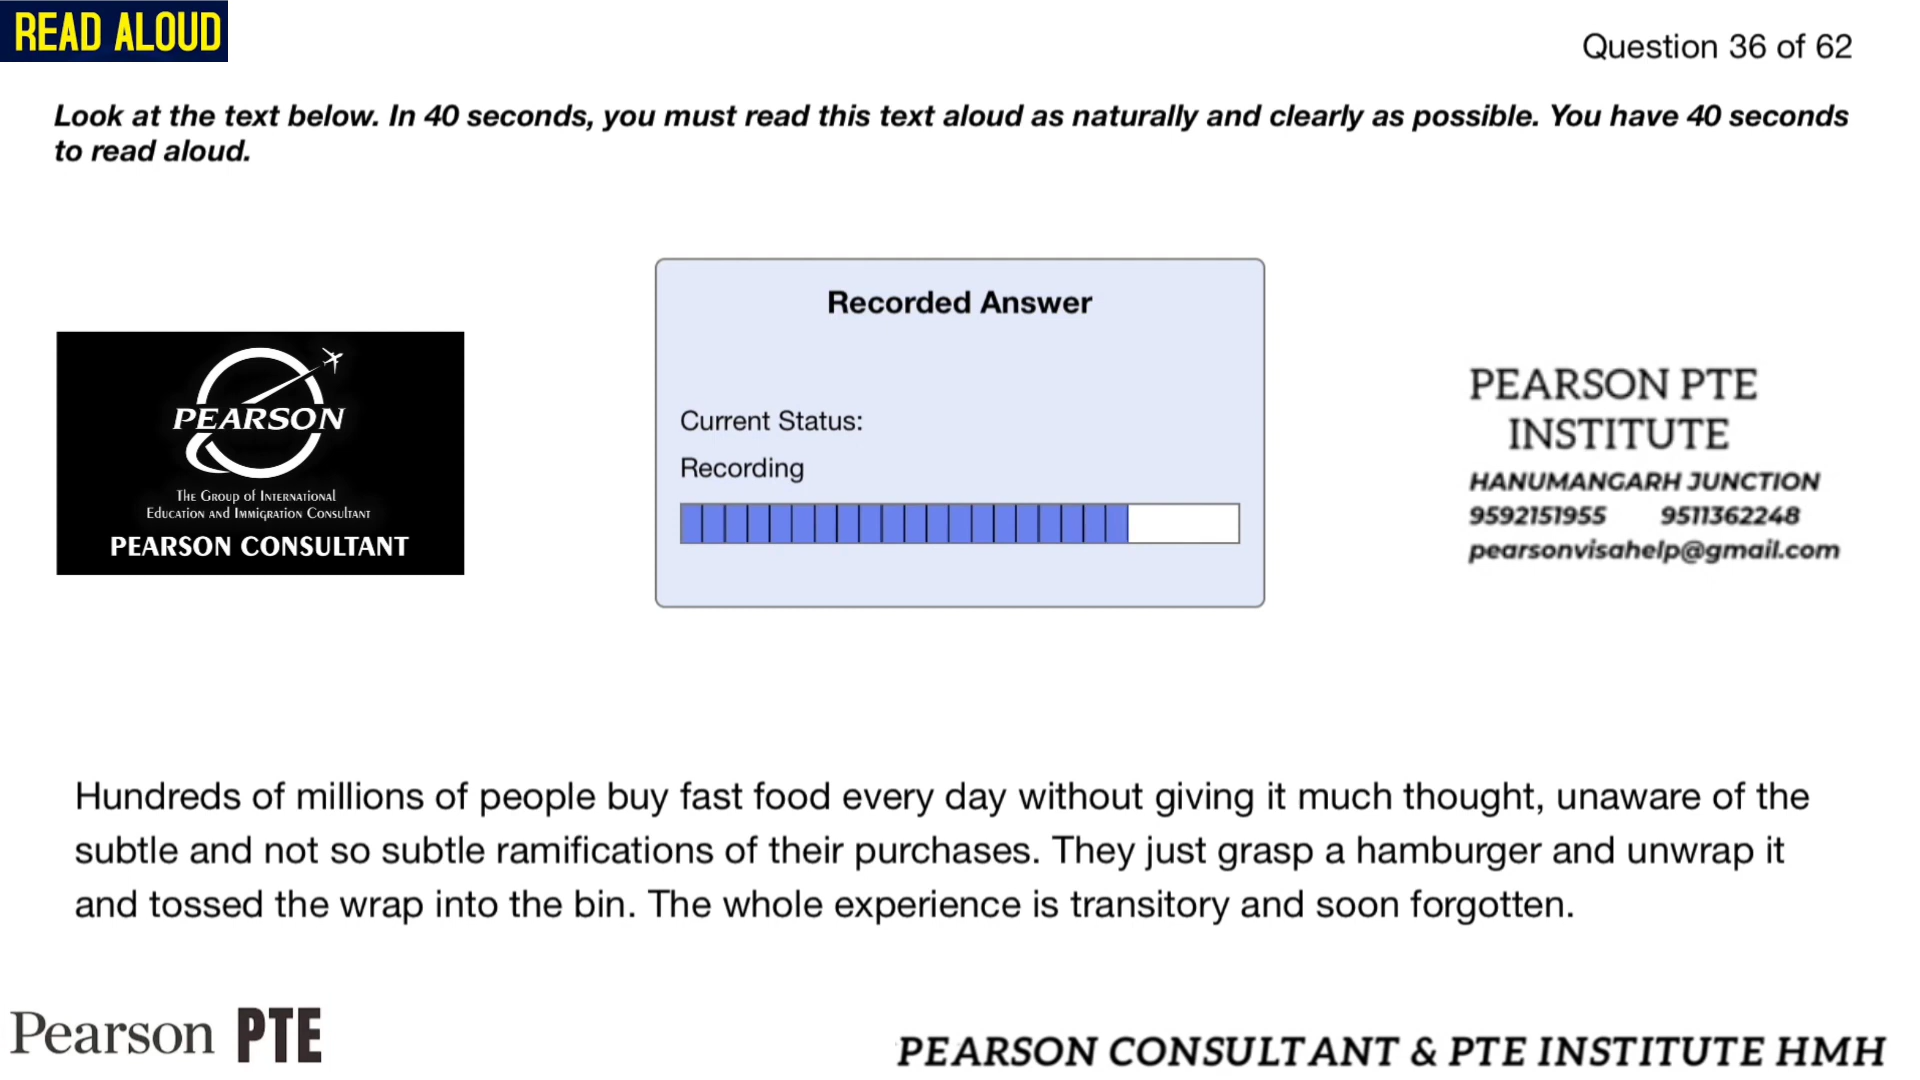 READ ALOUD
Question 36 of 62
Look at the text below. In 40 seconds, you must read this text aloud as naturally and clearly as possible. You have 40 seconds
to read aloud.
Recorded Answer
Current Status:
Recording
PEARSON
The Group of International
Education and Immigration Consultant
PEARSON CONSULTANT
PEARSON PTE
INSTITUTE
HANUMANGARH JUNCTION
9592151955 9511362248
pearsonvisahelp@gmail.com
Hundreds of millions of people buy fast food every day without giving it much thought, unaware of the
subtle and not so subtle ramifications of their purchases. They just grasp a hamburger and unwrap it
and tossed the wrap into the bin. The whole experience is transitory and soon forgotten.
Pearson PTE
PEARSON CONSULTANT & PTE INSTITUTE HMH